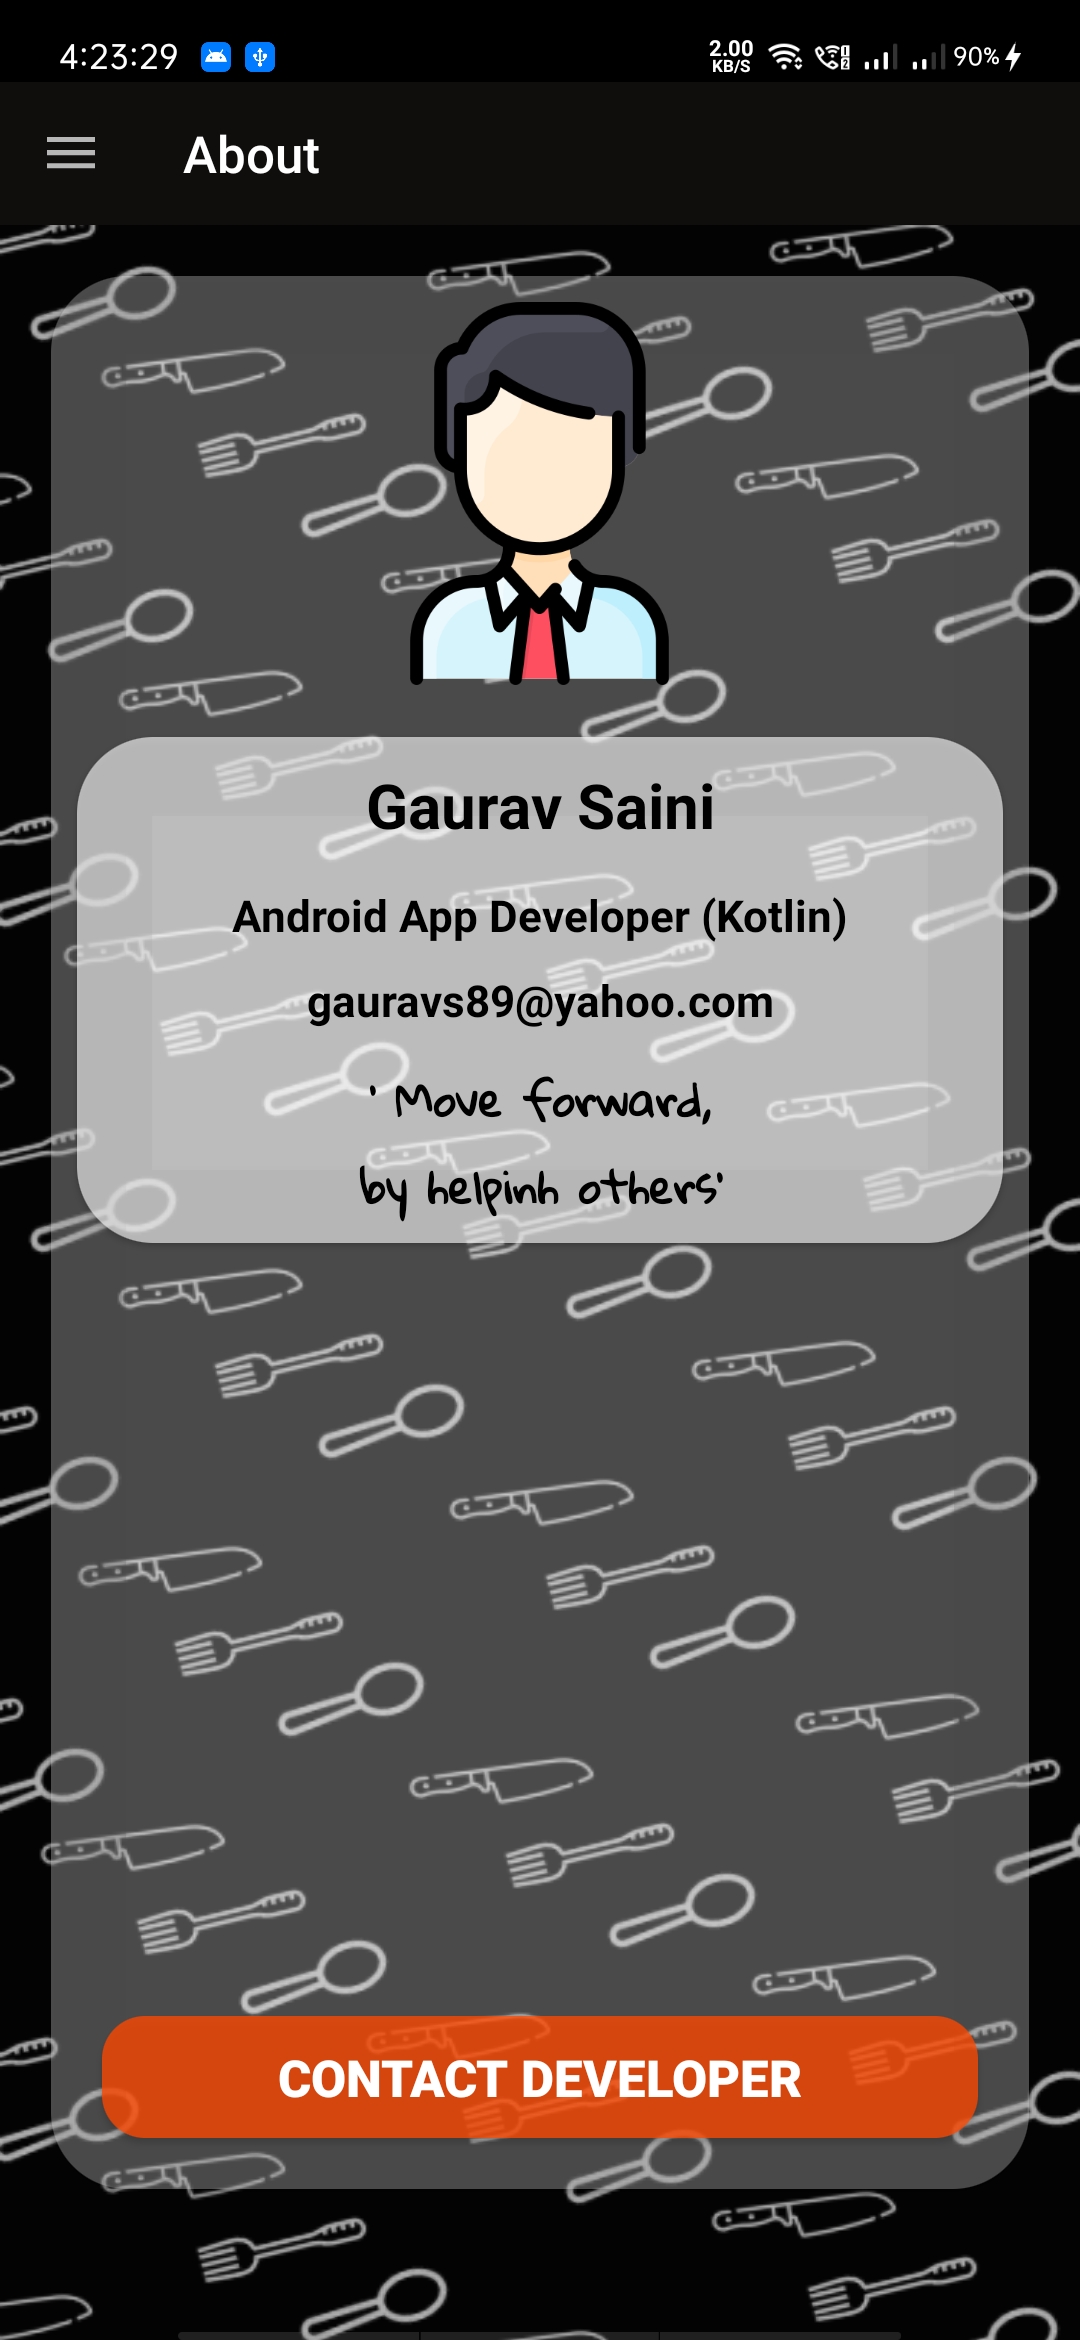 4:23:29 2.00 KB/S 90%
About
Gaurav Saini
Android App Developer (Kotlin)
gauravs89@yahoo.com
' Move forward,
by helpinh others'
CONTACT DEVELOPER